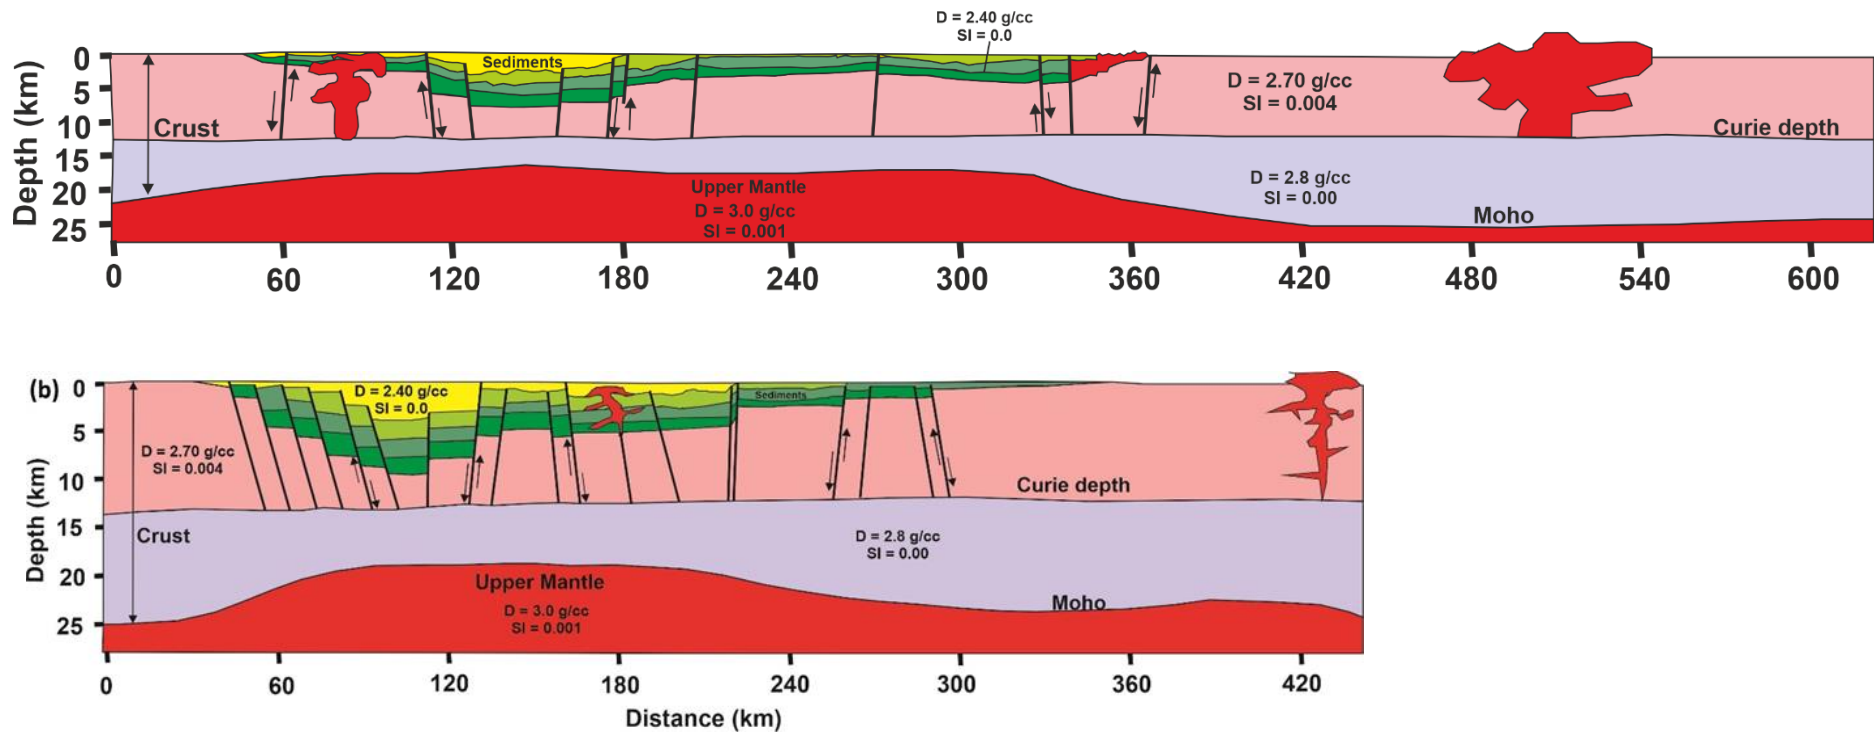 D = 2.40 g/cc
SI = 0.0
0
5
10
15
20
25
Depth (km)
Sediments
Crust
D = 2.70 g/cc
SI = 0.004
Curie depth
D = 2.8 g/cc
SI = 0.00
Upper Mantle
D = 3.0 g/cc
SI = 0.001
Moho
0 60 120 180 240 300 360 420 480 540 600
(b)
0
5
10
15
20
25
Depth (km)
D = 2.40 g/cc
SI = 0.0
Sediments
D = 2.70 g/cc
SI = 0.004
Curie depth
Crust
D = 2.8 g/cc
SI = 0.00
Upper Mantle
D = 3.0 g/cc
SI = 0.001
Moho
0 60 120 180 240 300 360 420
Distance (km)